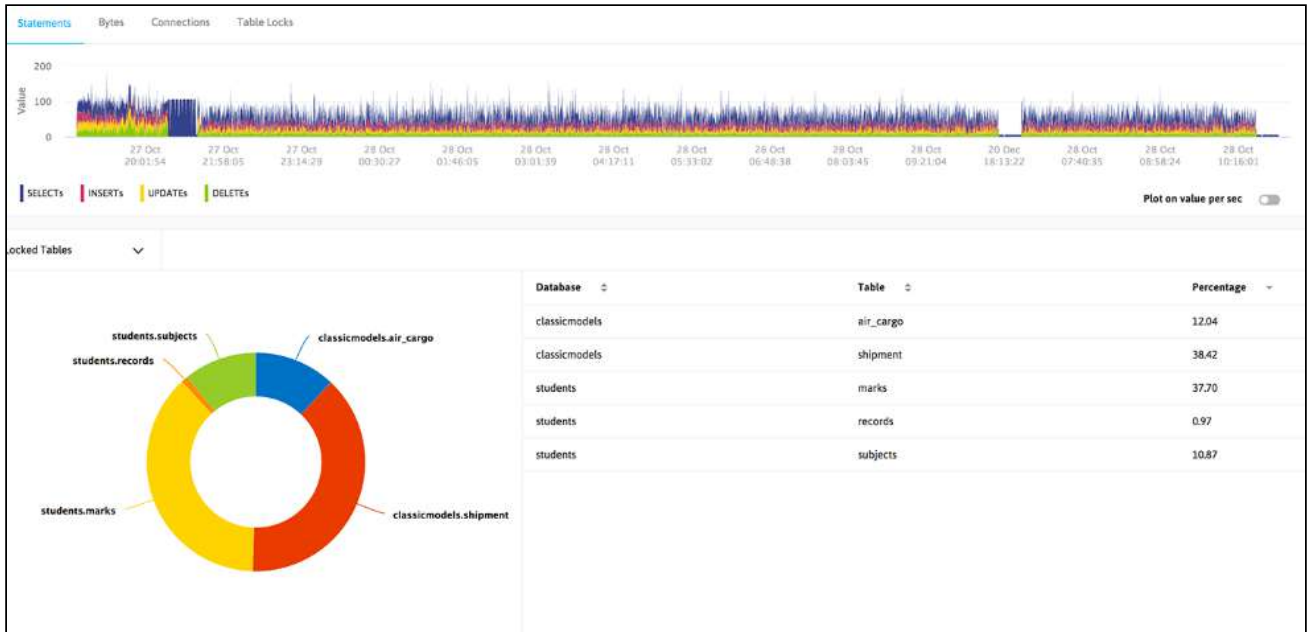 Statements Bytes Connections Table Locks
200
Value
100
0
27 Oct 27 Oct 27 Oct 28 Oct 28 Oct 28 Oct 28 Oct 28 Oct 28 Oct 28 Oct 28 Oct 20 Dec 28 Oct 28 Oct 28 Oct
20:01:54 21:58:05 23:14:29 00:30:27 01:46:05 03:01:39 04:17:11 05:33:02 06:48:38 08:03:45 09:21:04 18:13:22 07:40:35 08:58:24 10:16:01
SELECTs INSERTs UPDATEs DELETEs
Plot on value per sec
ocked Tables
Database Table Percentage
classicmodels air_cargo 12.04
classicmodels shipment 38.42
students marks 37.70
students records 0.97
students subjects 10.87
students.subjects
classicmodels.air_cargo
students.records
students.marks
classicmodels.shipment